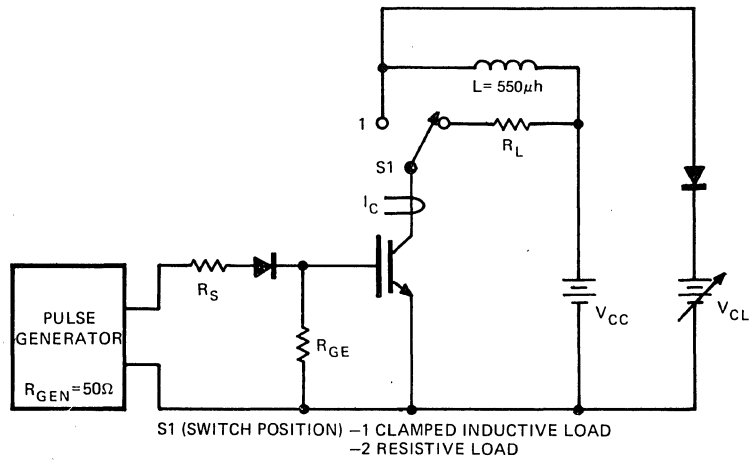 L= 550μh
1
R_L
S1
I_C
R_S
PULSE
GENERATOR
R_GEN = 50Ω
R_GE
V_CC
V_CL
S1 (SWITCH POSITION) –1 CLAMPED INDUCTIVE LOAD
–2 RESISTIVE LOAD